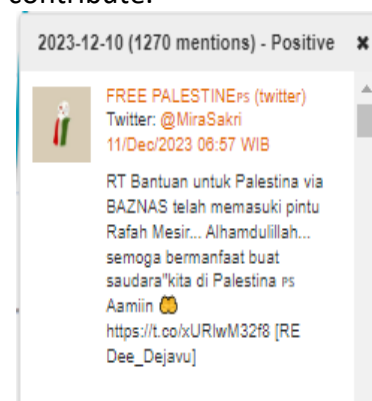 contribute.
2023-12-10 (1270 mentions) - Positive ×
FREE PALESTINEPS (twitter)
Twitter: @MiraSakri
11/Dec/2023 06:57 WIB
RT Bantuan untuk Palestina via
BAZNAS telah memasuki pintu
Rafah Mesir... Alhamdulillah...
semoga bermanfaat buat
saudara"kita di Palestina PS
Aamiin 🤲
https://t.co/xURlwM32f8 [RE
Dee_Dejavu]